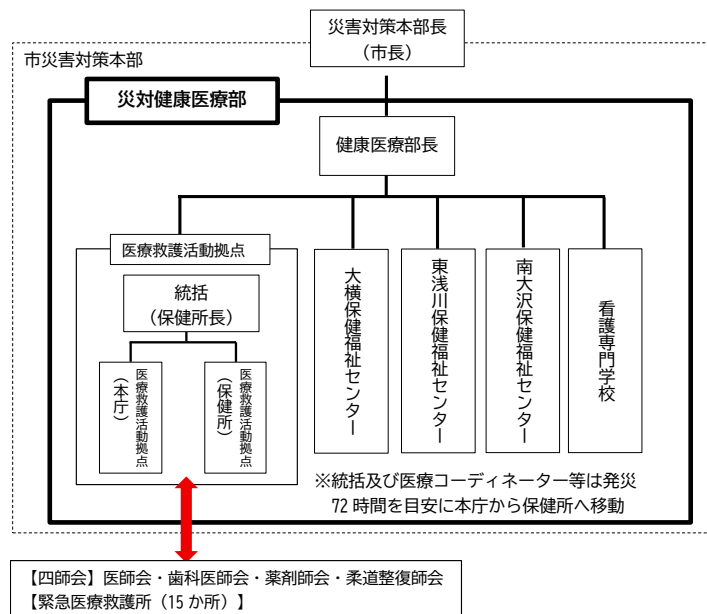 災害対策本部長
(市長)
市災害対策本部
災対健康医療部
健康医療部長
医療救護活動拠点
統括
(保健所長)
医療救護活動拠点
(本庁)
医療救護活動拠点
(保健所)
大横保健福祉センター
東浅川保健福祉センター
南大沢保健福祉センター
看護専門学校
※統括及び医療コーディネーター等は発災
72時間を目安に本庁から保健所へ移動
【四師会】医師会・歯科医師会・薬剤師会・柔道整復師会
【緊急医療救護所(15か所)】